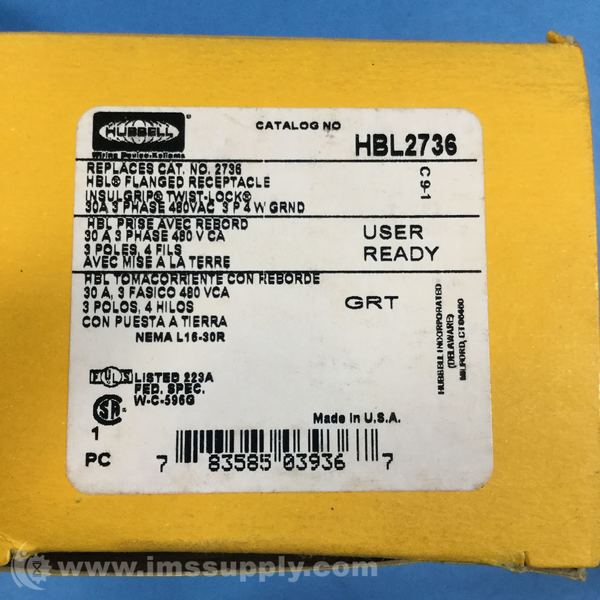 HUBBELL
Wiring Device-Kellems
CATALOG NO
HBL2736
REPLACES CAT. NO. 2736
HBL® FLANGED RECEPTACLE
INSULGRIP® TWIST-LOCK®
30A 3 PHASE 480VAC 3 P 4 W GRND
C 9-1
HBL PRISE AVEC REBORD
30 A 3 PHASE 480 V CA
3 POLES, 4 FILS
AVEC MISE A LA TERRE
USER
READY
HBL TOMACORRIENTE CON REBORDE
30 A, 3 FASICO 480 VCA
3 POLOS, 4 HILOS
CON PUESTA A TIERRA
NEMA L16-30R
GRT
HUBBELL INCORPORATED
(DELAWARE)
MILFORD, CT 06460
LISTED 223A
FED. SPEC.
W-C-596G
Made in U.S.A.
1
PC
7 83585 03936 7
www.imssupply.com